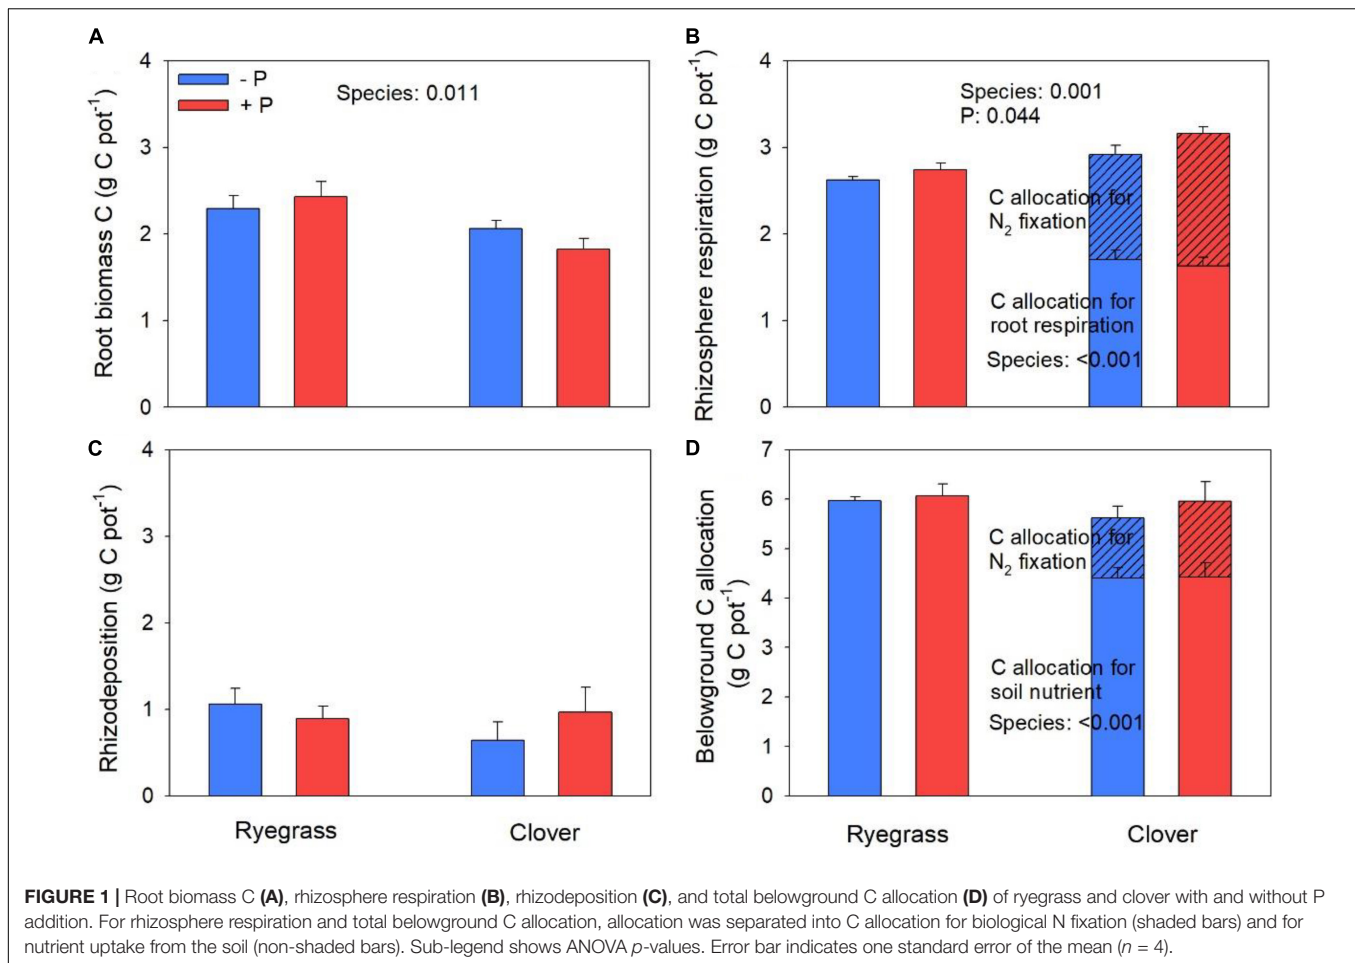 A
Root biomass C (g C pot⁻¹)
4
3
2
1
0
- P
+ P
Species: 0.011
B
Rhizosphere respiration (g C pot⁻¹)
4
3
2
1
0
Species: 0.001
P: 0.044
C allocation for
N₂ fixation
C allocation for
root respiration
Species: <0.001
C
Rhizodeposition (g C pot⁻¹)
4
3
2
1
0
Ryegrass
Clover
D
Belowground C allocation
(g C pot⁻¹)
7
6
5
4
3
2
1
0
C allocation for
N₂ fixation
C allocation for
soil nutrient
Species: <0.001
Ryegrass
Clover
FIGURE 1 | Root biomass C (A), rhizosphere respiration (B), rhizodeposition (C), and total belowground C allocation (D) of ryegrass and clover with and without P
addition. For rhizosphere respiration and total belowground C allocation, allocation was separated into C allocation for biological N fixation (shaded bars) and for
nutrient uptake from the soil (non-shaded bars). Sub-legend shows ANOVA p-values. Error bar indicates one standard error of the mean (n = 4).